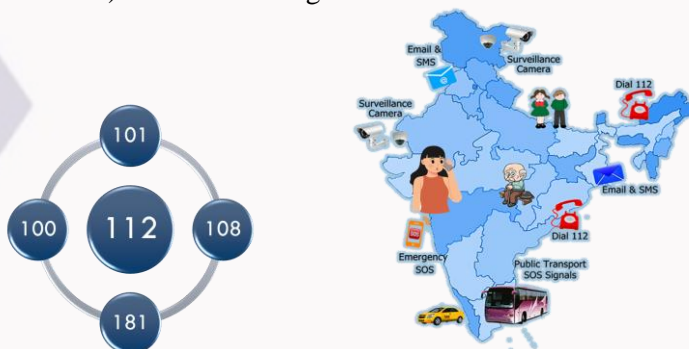 101
100
112
108
181
Email &
SMS
Surveillance
Camera
Dial 112
Surveillance
Camera
Email & SMS
Dial 112
Emergency
SOS
Public Transport
SOS Signals